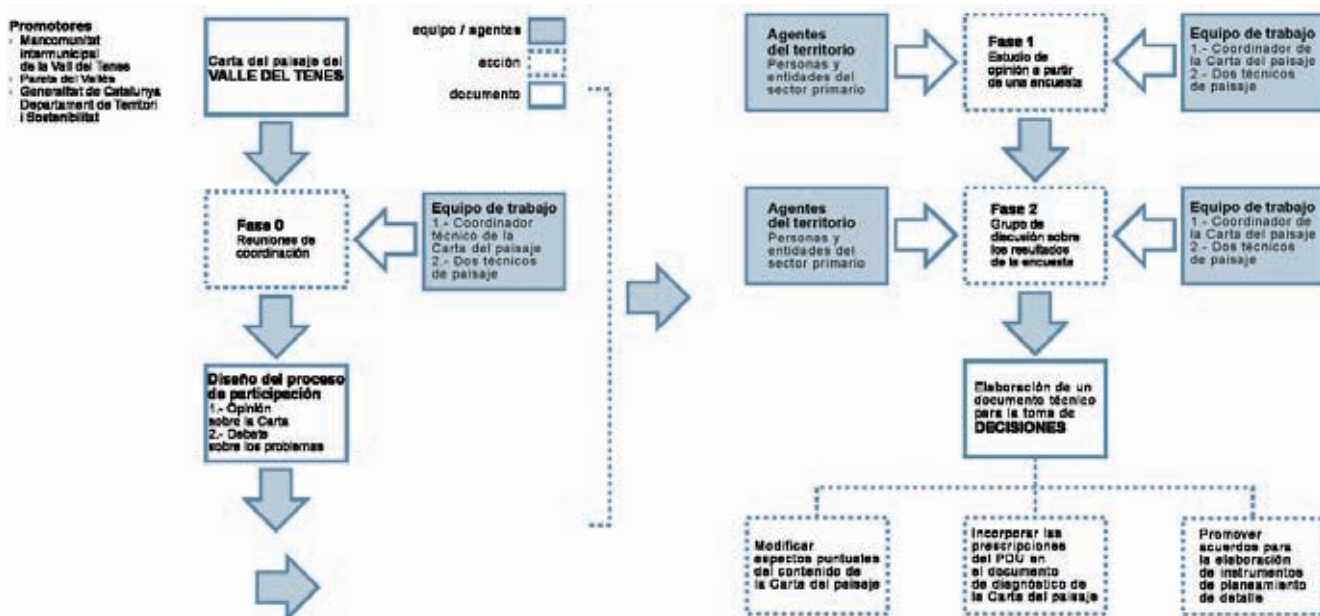 Promotores
- Mancomunitat
intermunicipal
de la Vall del Tenes
- Parets del Vallès
- Generalitat de Catalunya
Departament de Territori
i Sostenibilitat
Carta del paisaje del
VALLE DEL TENES
equipo / agentes
acción
documento
Fase 0
Reuniones de
coordinación
Equipo de trabajo
1.- Coordinador
técnico de la
Carta del paisaje
2.- Dos técnicos
de paisaje
Diseño del proceso
de participación
1.- Opinión
sobre la Carta
2.- Debate
sobre los problemas
Agentes
del territorio
Personas y
entidades del
sector primario
Fase 1
Estudio de
opinión a partir
de una encuesta
Equipo de trabajo
1.- Coordinador de
la Carta del paisaje
2.- Dos técnicos
de paisaje
Agentes
del territorio
Personas y
entidades del
sector primario
Fase 2
Grupo de
discusión sobre
los resultados
de la encuesta
Equipo de trabajo
1.- Coordinador de
la Carta del paisaje
2.- Dos técnicos
de paisaje
Elaboración de un
documento técnico
para la toma de
DECISIONES
Modificar
aspectos puntuales
del contenido de
la Carta del paisaje
Incorporar las
prescripciones
del PDU en
el documento
de diagnóstico de
la Carta del paisaje
Promover
acuerdos para
la elaboración
de instrumentos
de planeamiento
de detalle